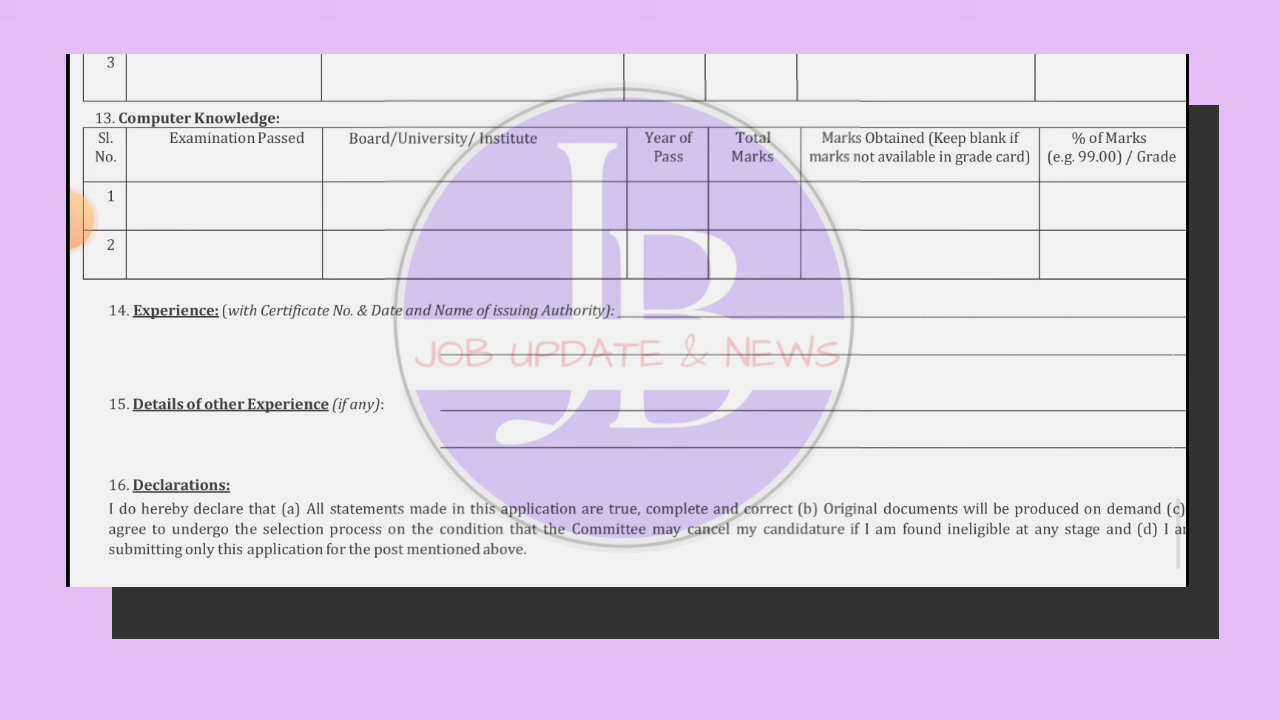 3
13. Computer Knowledge:
Sl. No. Examination Passed Board/University/ Institute Year of Pass Total Marks Marks Obtained (Keep blank if marks not available in grade card) % of Marks (e.g. 99.00) / Grade
1
2
14. Experience: (with Certificate No. & Date and Name of issuing Authority):
JOB UPDATE & NEWS
15. Details of other Experience (if any):
JB
16. Declarations:
I do hereby declare that (a) All statements made in this application are true, complete and correct (b) Original documents will be produced on demand (c)
agree to undergo the selection process on the condition that the Committee may cancel my candidature if I am found ineligible at any stage and (d) I
submitting only this application for the post mentioned above.